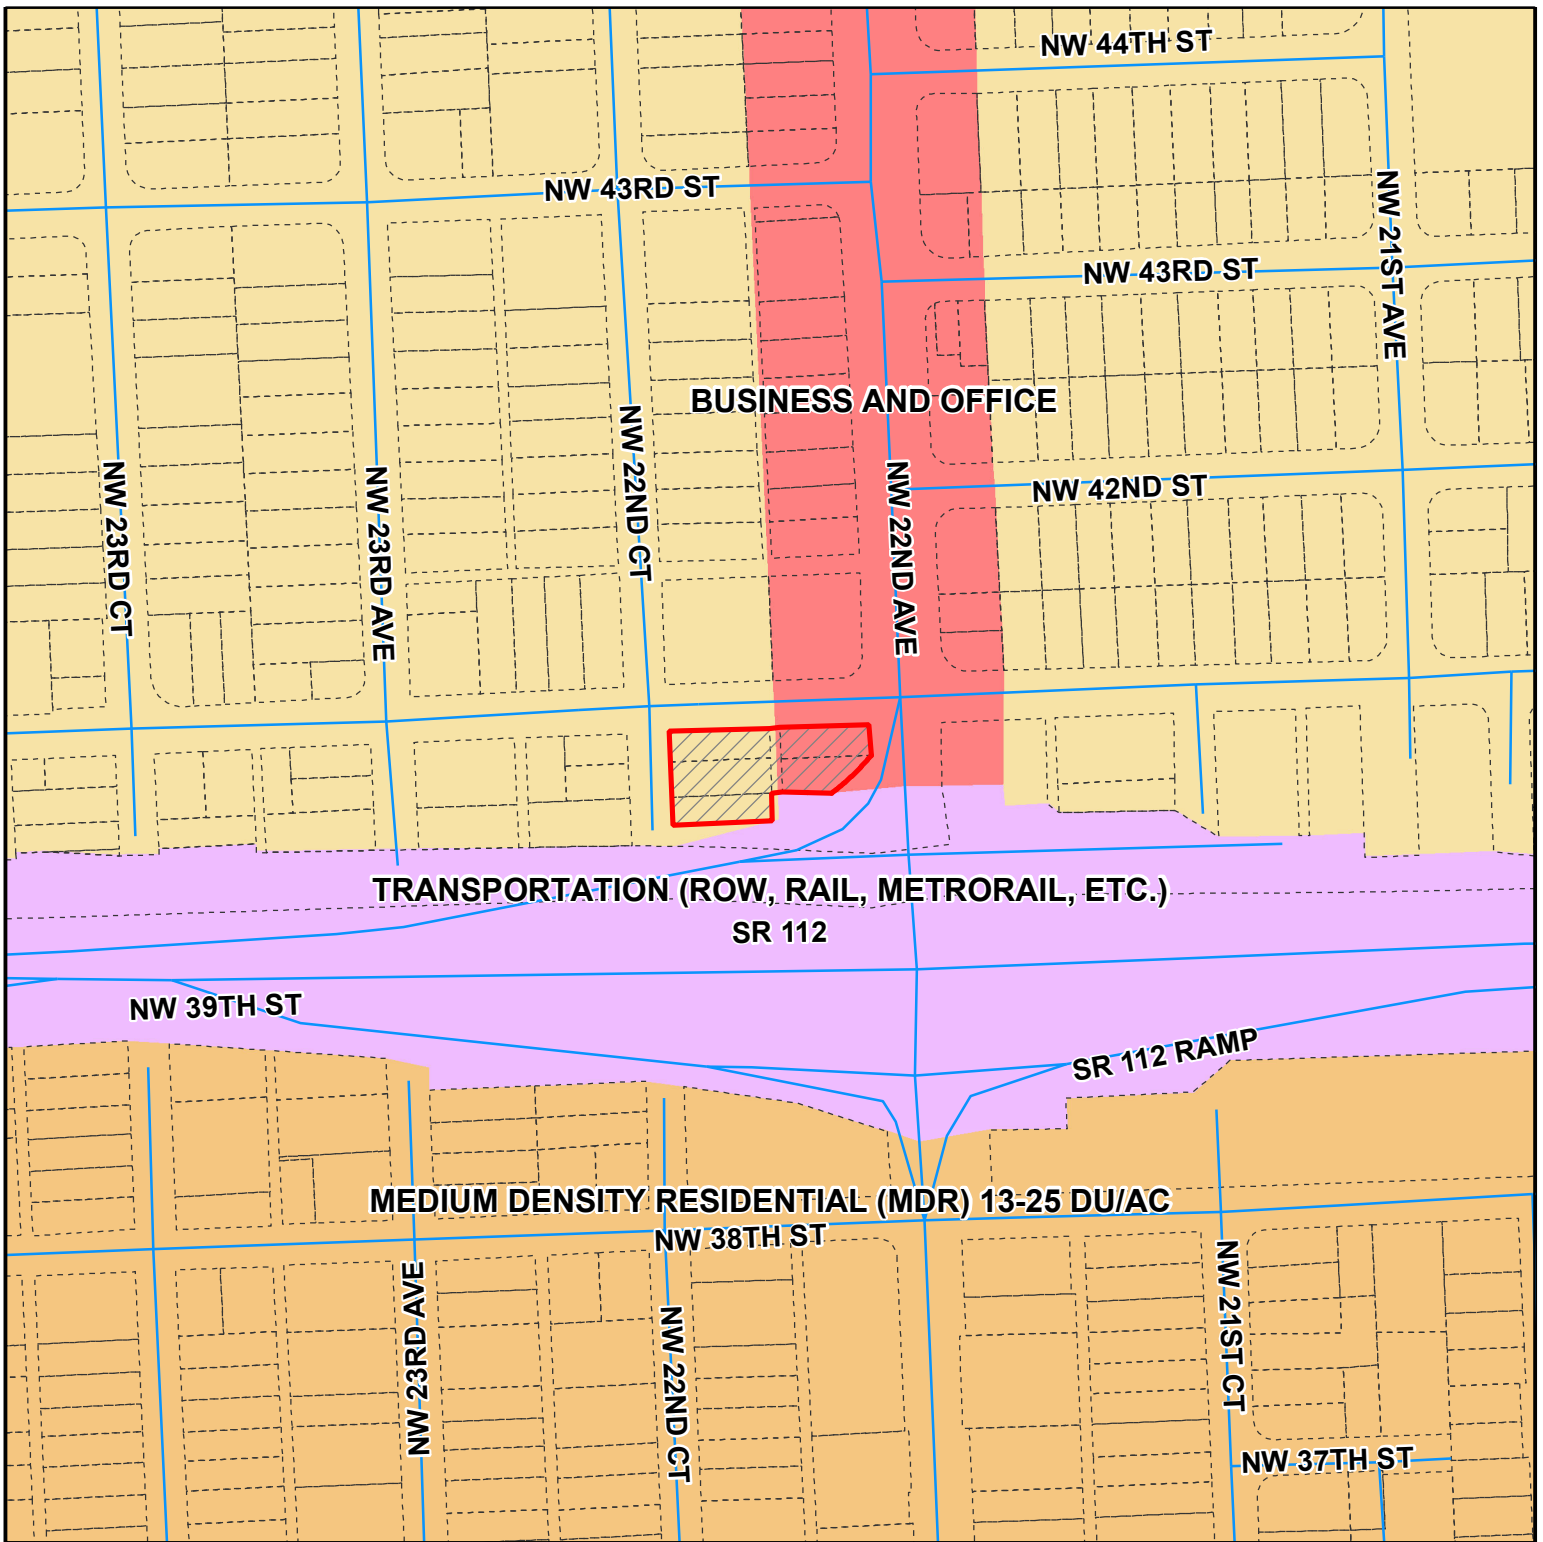 NW 44TH ST
NW 43RD ST
NW 21ST AVE
NW 43RD ST
BUSINESS AND OFFICE
NW 22ND CT
NW 23RD CT
NW 23RD AVE
NW 22ND AVE
NW 42ND ST
TRANSPORTATION (ROW, RAIL, METRORAIL, ETC.)
SR 112
NW 39TH ST
SR 112 RAMP
MEDIUM DENSITY RESIDENTIAL (MDR) 13-25 DU/AC
NW 38TH ST
NW 23RD AVE
NW 22ND CT
NW 21ST CT
NW 37TH ST